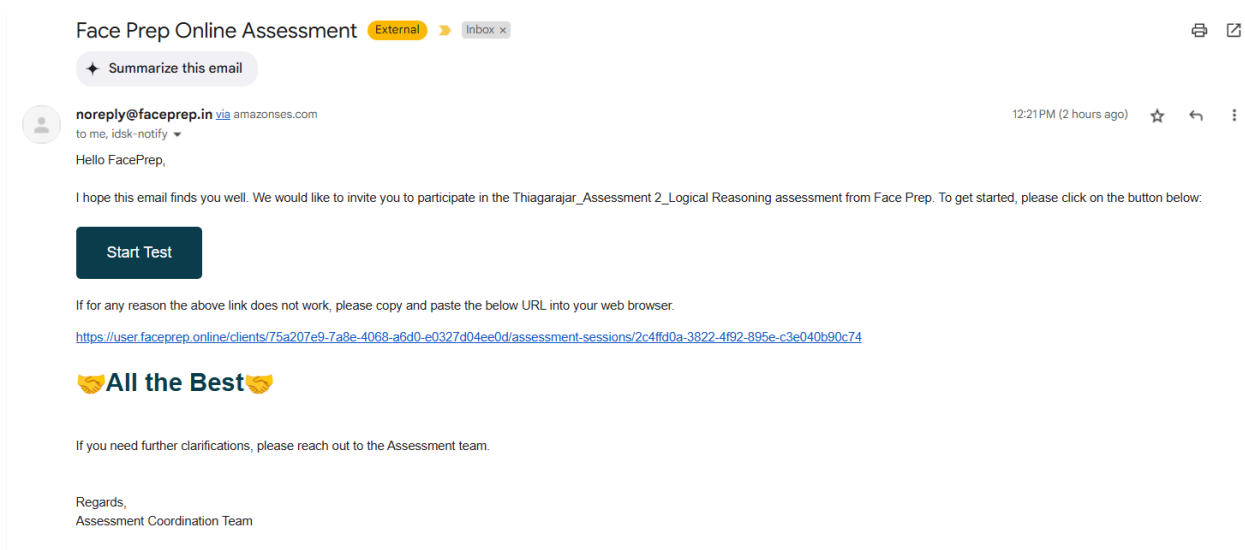 Face Prep Online Assessment External Inbox ×
Summarize this email
noreply@faceprep.in via amazonses.com 12:21 PM (2 hours ago)
to me, idsk-notify
Hello FacePrep,
I hope this email finds you well. We would like to invite you to participate in the Thiagarajar_Assessment 2_Logical Reasoning assessment from Face Prep. To get started, please click on the button below:
Start Test
If for any reason the above link does not work, please copy and paste the below URL into your web browser.
https://user.faceprep.online/clients/75a207e9-7a8e-4068-a6d0-e0327d04ee0d/assessment-sessions/2c4ffd0a-3822-4f92-895e-c3e040b90c74
🤝All the Best🤝
If you need further clarifications, please reach out to the Assessment team.
Regards,
Assessment Coordination Team